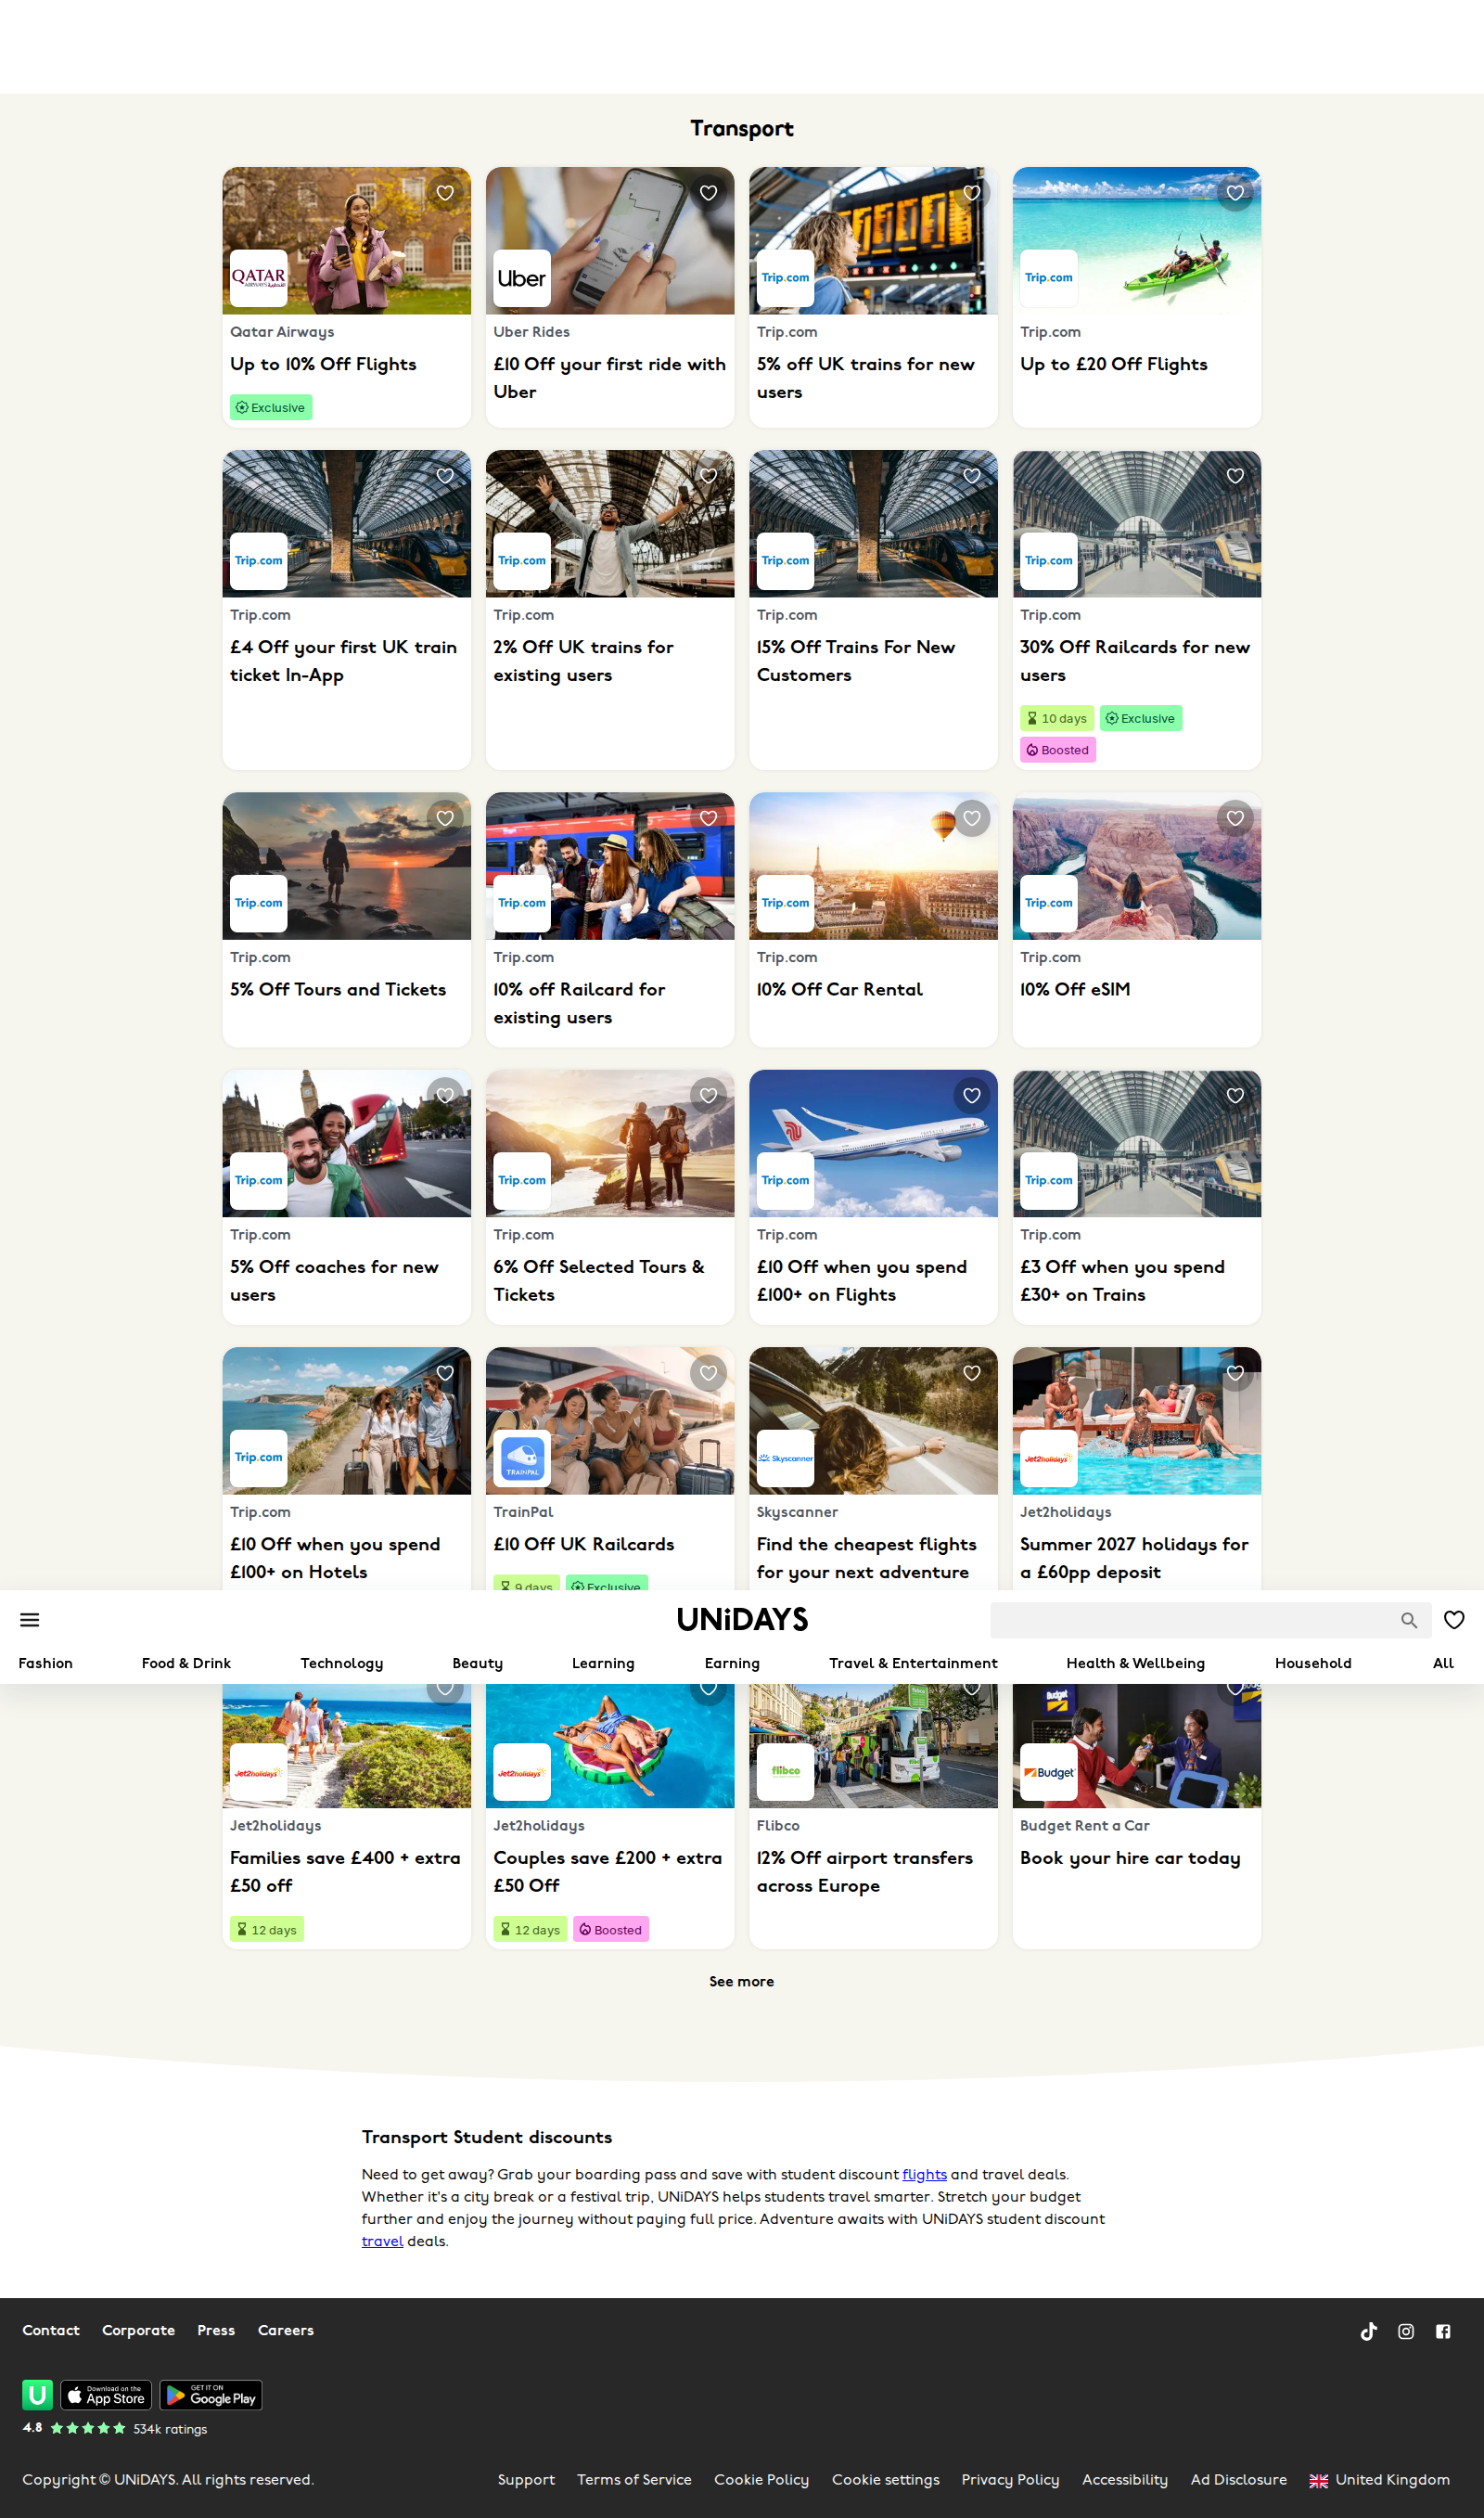 Transport
QATAR
AIRWAYS القطرية
Uber
Trip.com
Trip.com
Qatar Airways
Up to 10% Off Flights
Exclusive
Uber Rides
£10 Off your first ride with
Uber
Trip.com
5% off UK trains for new
users
Trip.com
Up to £20 Off Flights
Trip.com
Trip.com
Trip.com
Trip.com
Trip.com
£4 Off your first UK train
ticket In-App
Trip.com
2% Off UK trains for
existing users
Trip.com
15% Off Trains For New
Customers
Trip.com
30% Off Railcards for new
users
10 days
Exclusive
Boosted
Trip.com
Trip.com
Trip.com
Trip.com
Trip.com
5% Off Tours and Tickets
Trip.com
10% off Railcard for
existing users
Trip.com
10% Off Car Rental
Trip.com
10% Off eSIM
Trip.com
Trip.com
Trip.com
Trip.com
Trip.com
5% Off coaches for new
users
Trip.com
6% Off Selected Tours &
Tickets
Trip.com
£10 Off when you spend
£100+ on Flights
Trip.com
£3 Off when you spend
£30+ on Trains
Trip.com
TRAINPAL
Skyscanner
Jet2holidays
Trip.com
£10 Off when you spend
£100+ on Hotels
TrainPal
£10 Off UK Railcards
9 days
Exclusive
Skyscanner
Find the cheapest flights
for your next adventure
Jet2holidays
Summer 2027 holidays for
a £60pp deposit
UNiDAYS
Fashion
Food & Drink
Technology
Beauty
Learning
Earning
Travel & Entertainment
Health & Wellbeing
Household
All
Jet2holidays
Jet2holidays
flibco
Budget
Budget
Jet2holidays
Families save £400 + extra
£50 off
12 days
Jet2holidays
Couples save £200 + extra
£50 Off
12 days
Boosted
Flibco
12% Off airport transfers
across Europe
Budget Rent a Car
Book your hire car today
See more
Transport Student discounts
Need to get away? Grab your boarding pass and save with student discount flights and travel deals.
Whether it's a city break or a festival trip, UNiDAYS helps students travel smarter. Stretch your budget
further and enjoy the journey without paying full price. Adventure awaits with UNiDAYS student discount
travel deals.
Contact
Corporate
Press
Careers
U
Download on the
App Store
GET IT ON
Google Play
4.8
534k ratings
Copyright © UNiDAYS. All rights reserved.
Support
Terms of Service
Cookie Policy
Cookie settings
Privacy Policy
Accessibility
Ad Disclosure
United Kingdom